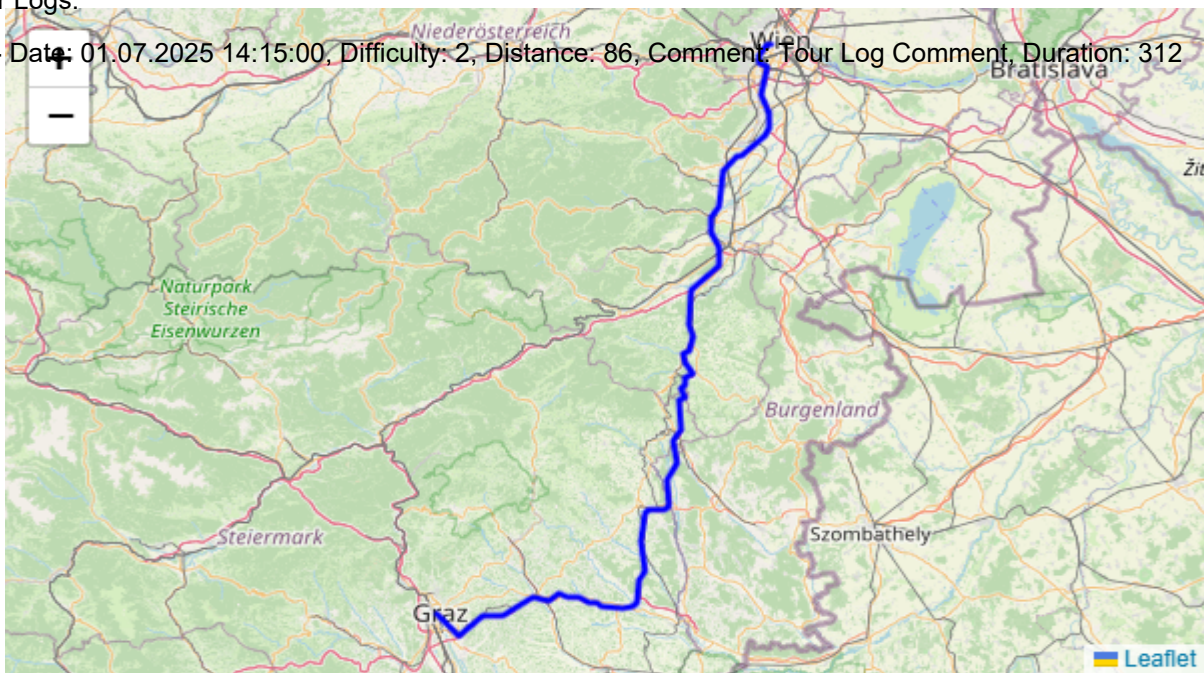 Logs:
Niederösterreich
Wien
Date: 01.07.2025 14:15:00, Difficulty: 2, Distance: 86, Comment: Tour Log Comment, Duration: 312
+
Bratislava
−
Naturpark
Steirische
Eisenwurzen
Burgenland
Steiermark
Szombathely
Graz
Leaflet